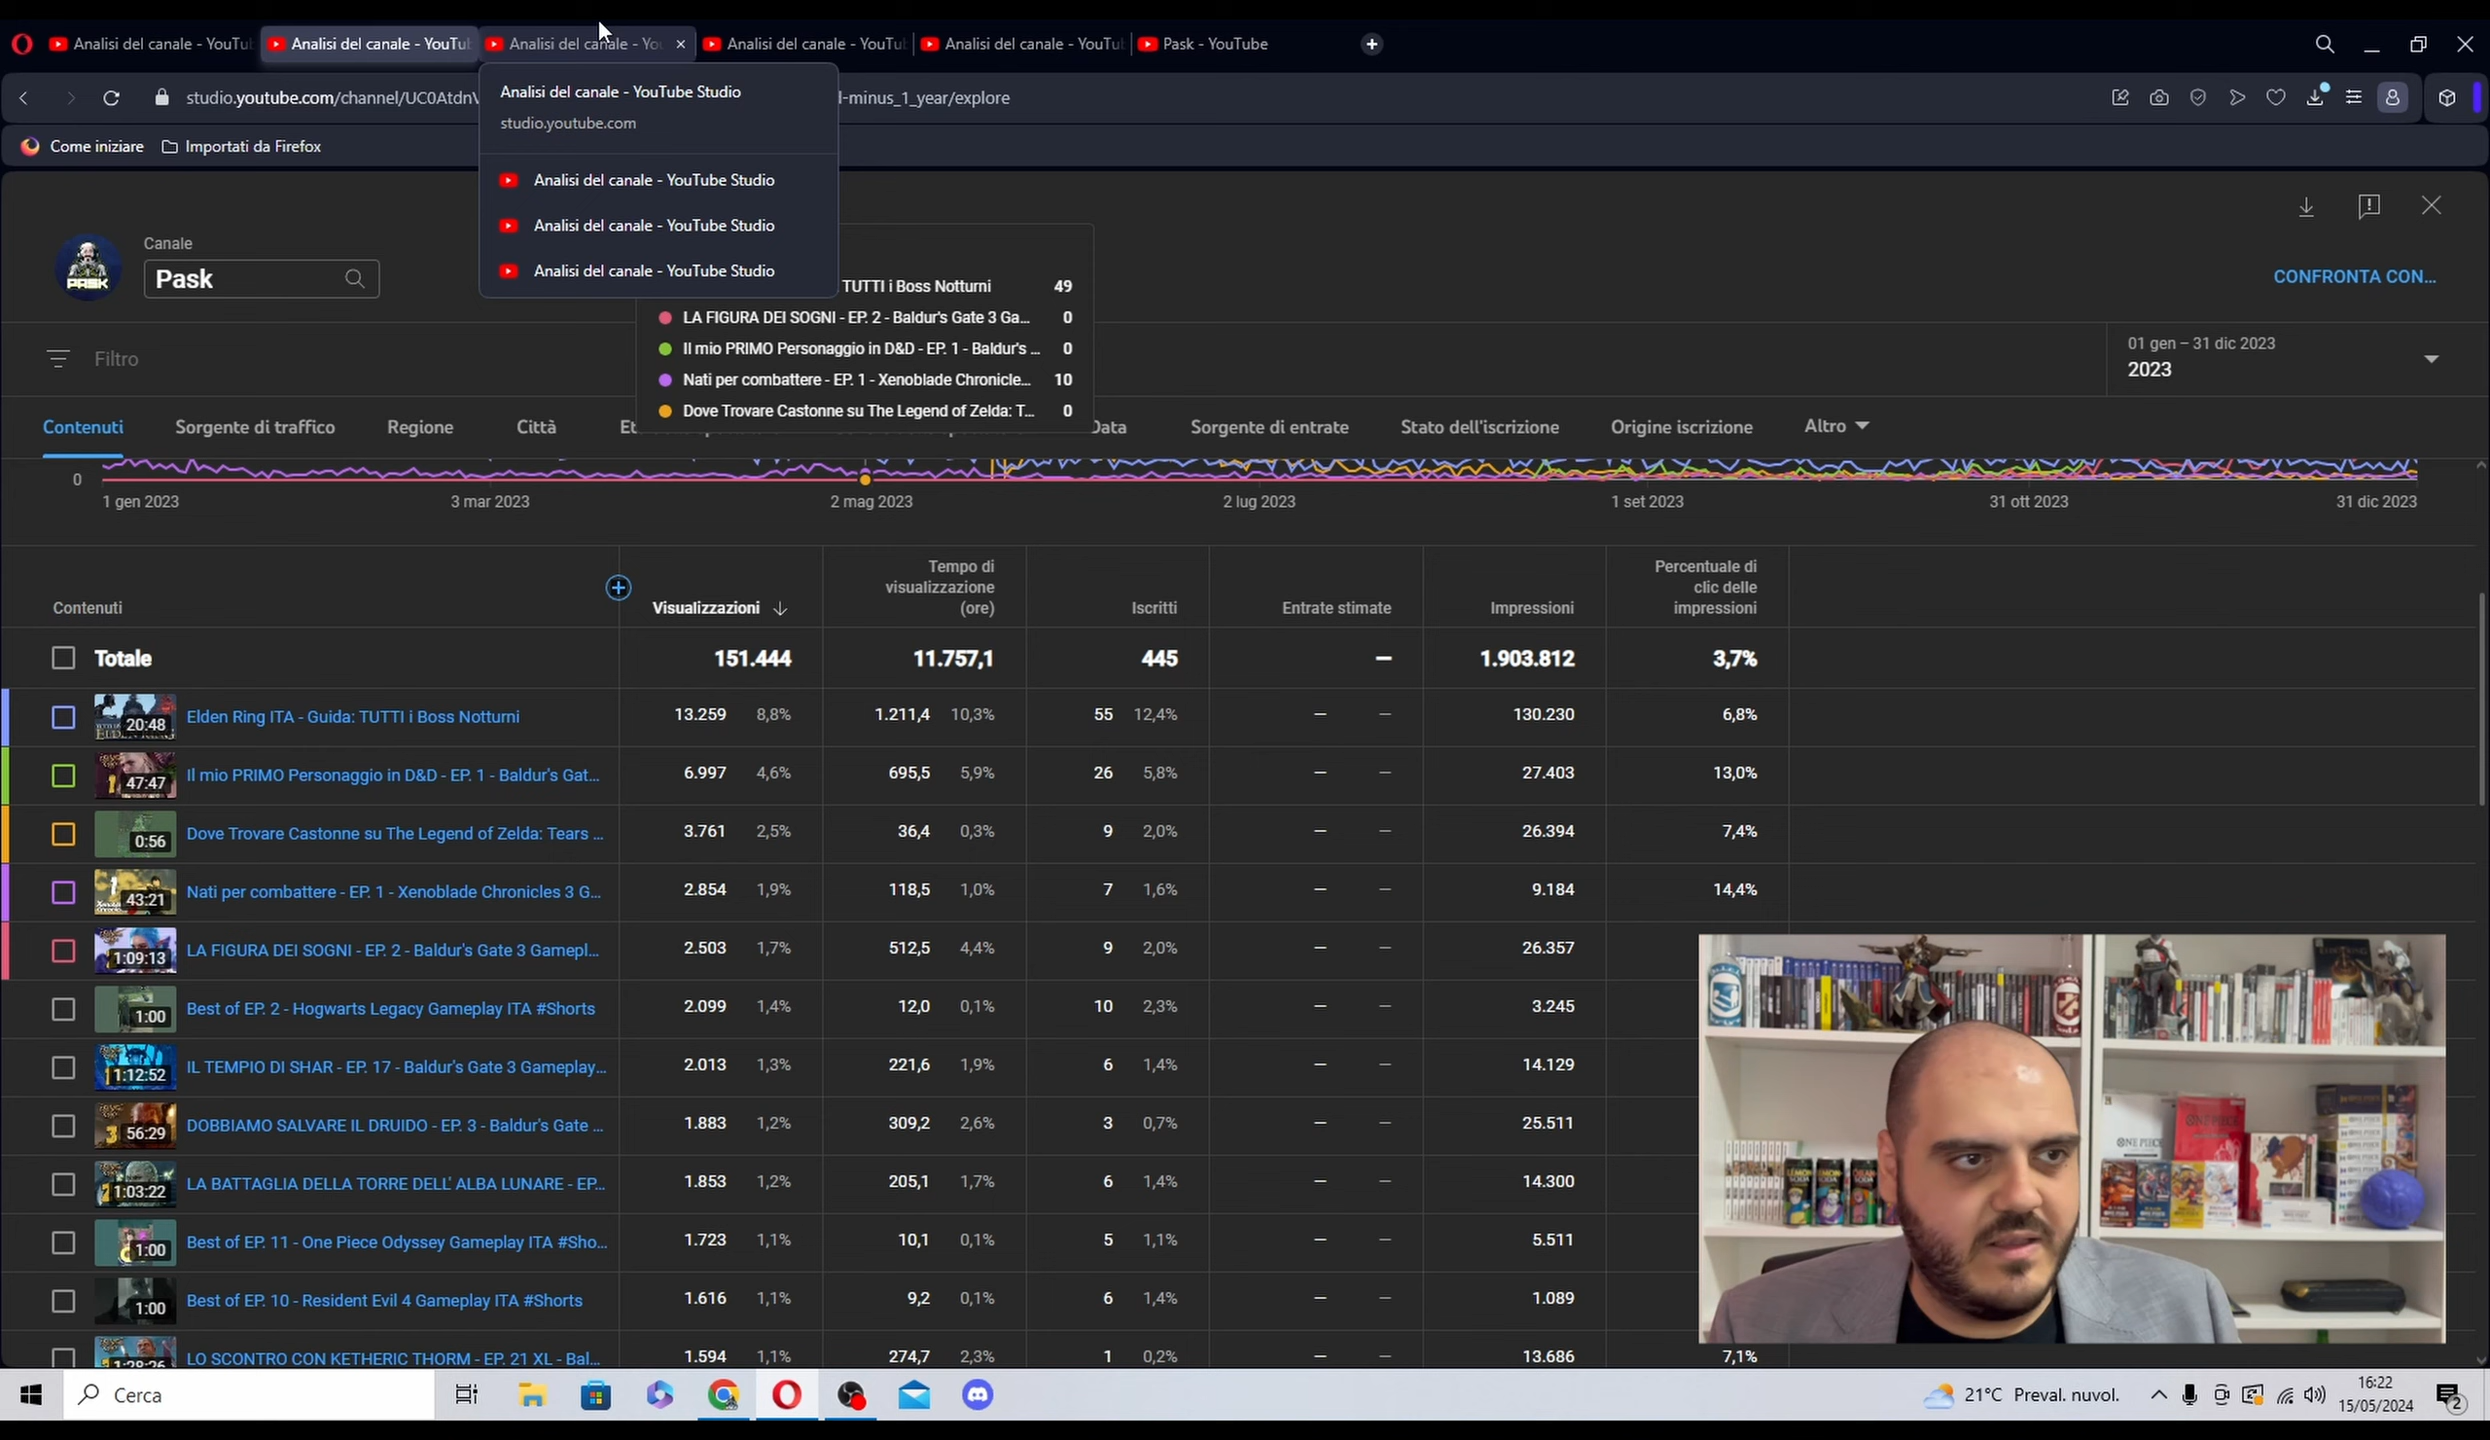 Analisi del canale - YouTu
Analisi del canale - YouTu
Analisi del canale - Yo
Analisi del canale - YouTu
Analisi del canale - YouTu
Pask - YouTube
studio.youtube.com/channel/UC0Atdn
-minus_1_year/explore
Come iniziare
Importati da Firefox
Analisi del canale - YouTube Studio
studio.youtube.com
Analisi del canale - YouTube Studio
Analisi del canale - YouTube Studio
Analisi del canale - YouTube Studio
Canale
Pask
PASK
CONFRONTA CON...
TUTTI i Boss Notturni 49
LA FIGURA DEI SOGNI - EP. 2 - Baldur's Gate 3 Ga... 0
Il mio PRIMO Personaggio in D&D - EP. 1 - Baldur's ... 0
Nati per combattere - EP. 1 - Xenoblade Chronicle... 10
Dove Trovare Castonne su The Legend of Zelda: T... 0
Filtro
01 gen – 31 dic 2023
2023
Contenuti Sorgente di traffico Regione Città Data Sorgente di entrate Stato dell'iscrizione Origine iscrizione Altro
0
1 gen 2023 3 mar 2023 2 mag 2023 2 lug 2023 1 set 2023 31 ott 2023 31 dic 2023
Contenuti
Visualizzazioni
Tempo di
visualizzazione
(ore)
Iscritti
Entrate stimate
Impressioni
Percentuale di
clic delle
impressioni
Totale 151.444 11.757,1 445 — 1.903.812 3,7%
20:48 Elden Ring ITA - Guida: TUTTI i Boss Notturni 13.259 8,8% 1.211,4 10,3% 55 12,4% — — 130.230 6,8%
47:47 Il mio PRIMO Personaggio in D&D - EP. 1 - Baldur's Gat... 6.997 4,6% 695,5 5,9% 26 5,8% — — 27.403 13,0%
0:56 Dove Trovare Castonne su The Legend of Zelda: Tears ... 3.761 2,5% 36,4 0,3% 9 2,0% — — 26.394 7,4%
43:21 Nati per combattere - EP. 1 - Xenoblade Chronicles 3 G... 2.854 1,9% 118,5 1,0% 7 1,6% — — 9.184 14,4%
1:09:13 LA FIGURA DEI SOGNI - EP. 2 - Baldur's Gate 3 Gamepl... 2.503 1,7% 512,5 4,4% 9 2,0% — — 26.357
1:00 Best of EP. 2 - Hogwarts Legacy Gameplay ITA #Shorts 2.099 1,4% 12,0 0,1% 10 2,3% — — 3.245
1:12:52 IL TEMPIO DI SHAR - EP. 17 - Baldur's Gate 3 Gameplay... 2.013 1,3% 221,6 1,9% 6 1,4% — — 14.129
56:29 DOBBIAMO SALVARE IL DRUIDO - EP. 3 - Baldur's Gate ... 1.883 1,2% 309,2 2,6% 3 0,7% — — 25.511
1:03:22 LA BATTAGLIA DELLA TORRE DELL' ALBA LUNARE - EP... 1.853 1,2% 205,1 1,7% 6 1,4% — — 14.300
1:00 Best of EP. 11 - One Piece Odyssey Gameplay ITA #Sho... 1.723 1,1% 10,1 0,1% 5 1,1% — — 5.511
1:00 Best of EP. 10 - Resident Evil 4 Gameplay ITA #Shorts 1.616 1,1% 9,2 0,1% 6 1,4% — — 1.089
1:28:26 LO SCONTRO CON KETHERIC THORM - EP. 21 XL - Bal... 1.594 1,1% 274,7 2,3% 1 0,2% — — 13.686 7,1%
ONE PIECE
ONE PIECE
Cerca
21°C Preval. nuvol.
16:22
15/05/2024
2